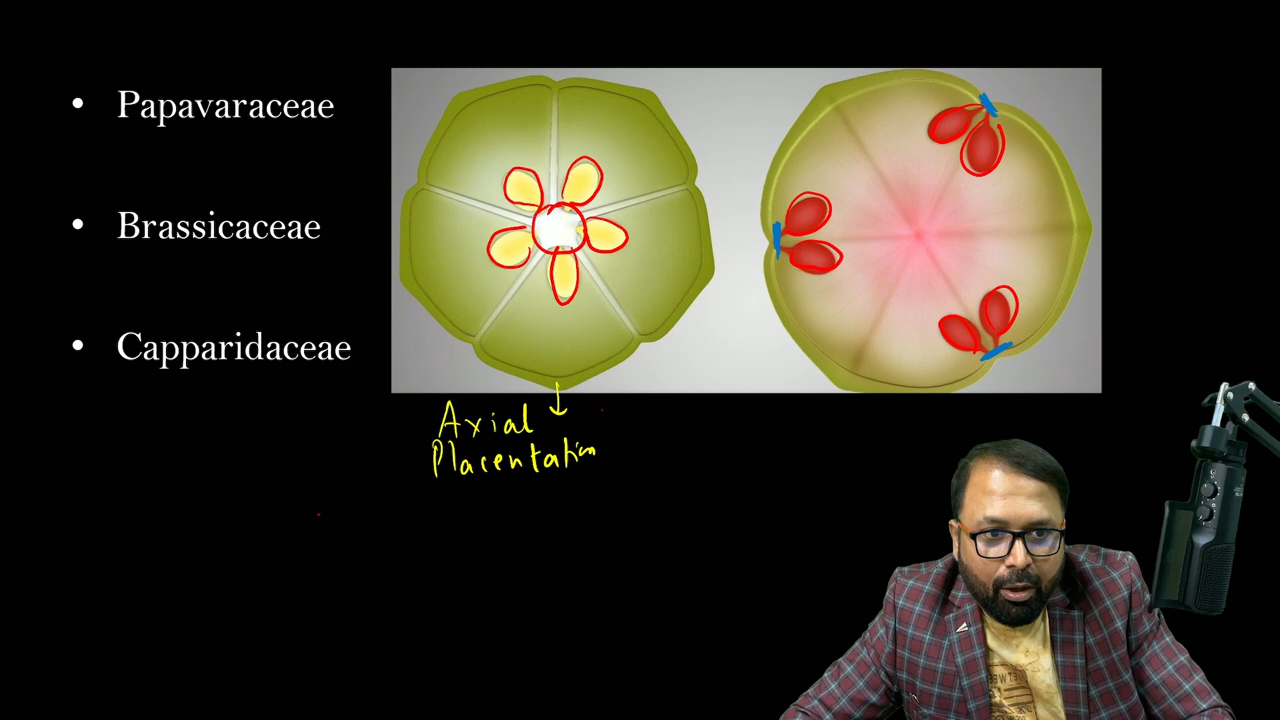 • Papavaraceae
• Brassicaceae
• Capparidaceae
Axial
Placentation